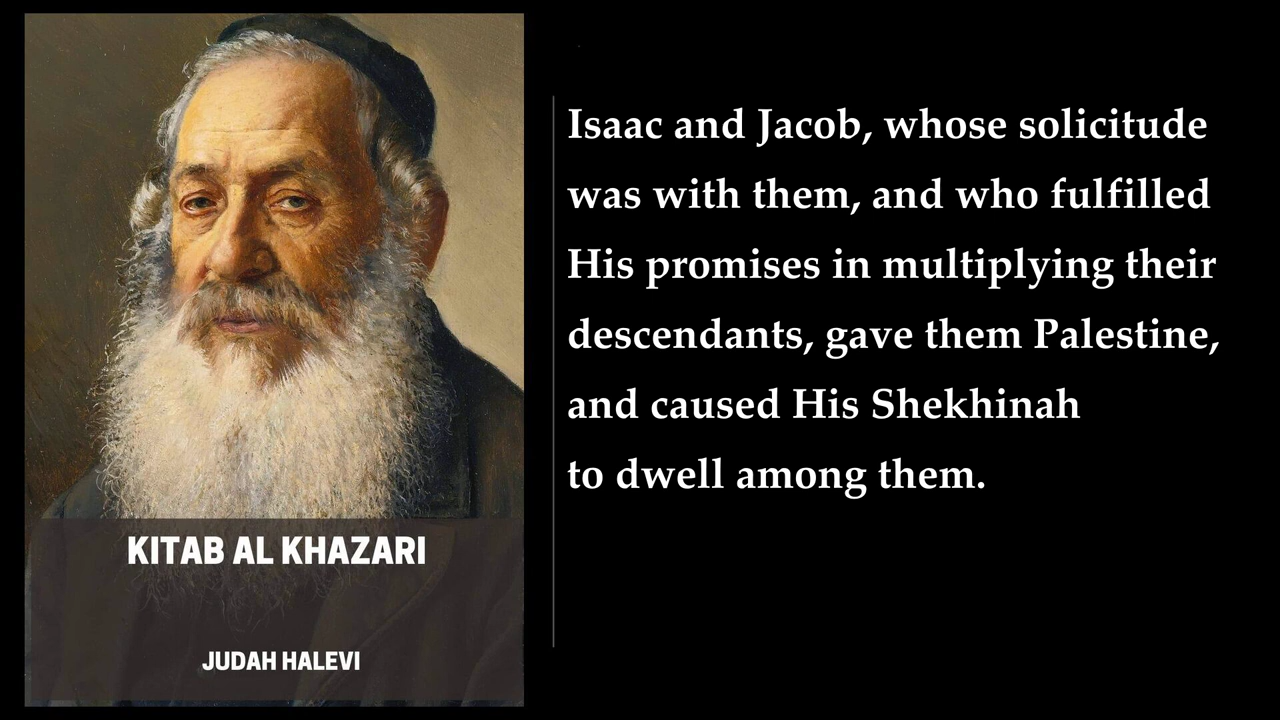 KITAB AL KHAZARI
JUDAH HALEVI
Isaac and Jacob, whose solicitude
was with them, and who fulfilled
His promises in multiplying their
descendants, gave them Palestine,
and caused His Shekhinah
to dwell among them.